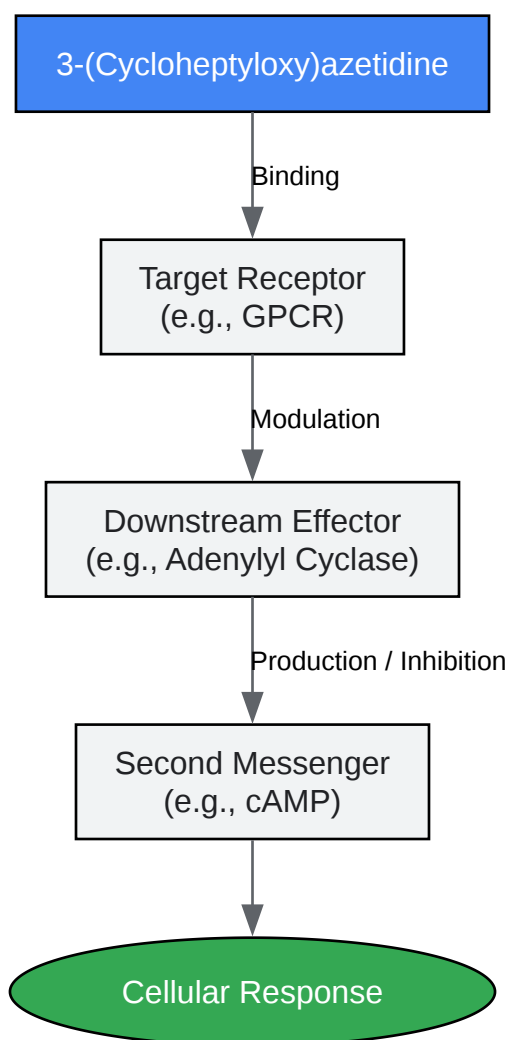 3-(Cycloheptyloxy)azetidine
Binding
Target Receptor
(e.g., GPCR)
Modulation
Downstream Effector
(e.g., Adenylyl Cyclase)
Production / Inhibition
Second Messenger
(e.g., cAMP)
Cellular Response